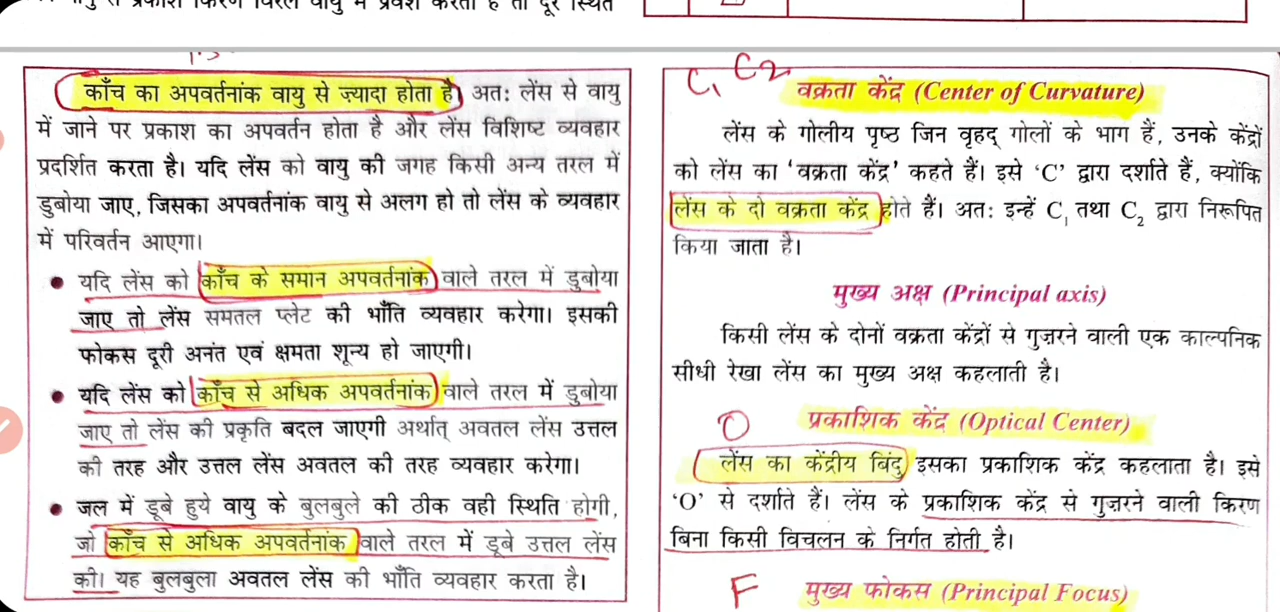 काँच का अपवर्तनांक वायु से ज़्यादा होता है। अतः लेंस से वायु
में जाने पर प्रकाश का अपवर्तन होता है और लेंस विशिष्ट व्यवहार
प्रदर्शित करता है। यदि लेंस को वायु की जगह किसी अन्य तरल में
डुबोया जाए, जिसका अपवर्तनांक वायु से अलग हो तो लेंस के व्यवहार
में परिवर्तन आएगा।
• यदि लेंस को काँच के समान अपवर्तनांक वाले तरल में डुबोया
जाए तो लेंस समतल प्लेट की भाँति व्यवहार करेगा। इसकी
फोकस दूरी अनंत एवं क्षमता शून्य हो जाएगी।
• यदि लेंस को काँच से अधिक अपवर्तनांक वाले तरल में डुबोया
जाए तो लेंस की प्रकृति बदल जाएगी अर्थात् अवतल लेंस उत्तल
की तरह और उत्तल लेंस अवतल की तरह व्यवहार करेगा।
• जल में डूबे हुये वायु के बुलबुले की ठीक वही स्थिति होगी,
जो काँच से अधिक अपवर्तनांक वाले तरल में डूबे उत्तल लेंस
की। यह बुलबुला अवतल लेंस की भाँति व्यवहार करता है।
C₁ C2
वक्रता केंद्र (Center of Curvature)
लेंस के गोलीय पृष्ठ जिन वृहद् गोलों के भाग हैं, उनके केंद्रों
को लेंस का ‘वक्रता केंद्र’ कहते हैं। इसे ‘C’ द्वारा दर्शाते हैं, क्योंकि
लेंस के दो वक्रता केंद्र होते हैं। अतः इन्हें C₁ तथा C₂ द्वारा निरूपित
किया जाता है।
मुख्य अक्ष (Principal axis)
किसी लेंस के दोनों वक्रता केंद्रों से गुज़रने वाली एक काल्पनिक
सीधी रेखा लेंस का मुख्य अक्ष कहलाती है।
O
प्रकाशिक केंद्र (Optical Center)
लेंस का केंद्रीय बिंदु इसका प्रकाशिक केंद्र कहलाता है। इसे
‘O’ से दर्शाते हैं। लेंस के प्रकाशिक केंद्र से गुज़रने वाली किरण
बिना किसी विचलन के निर्गत होती है।
F
मुख्य फोकस (Principal Focus)